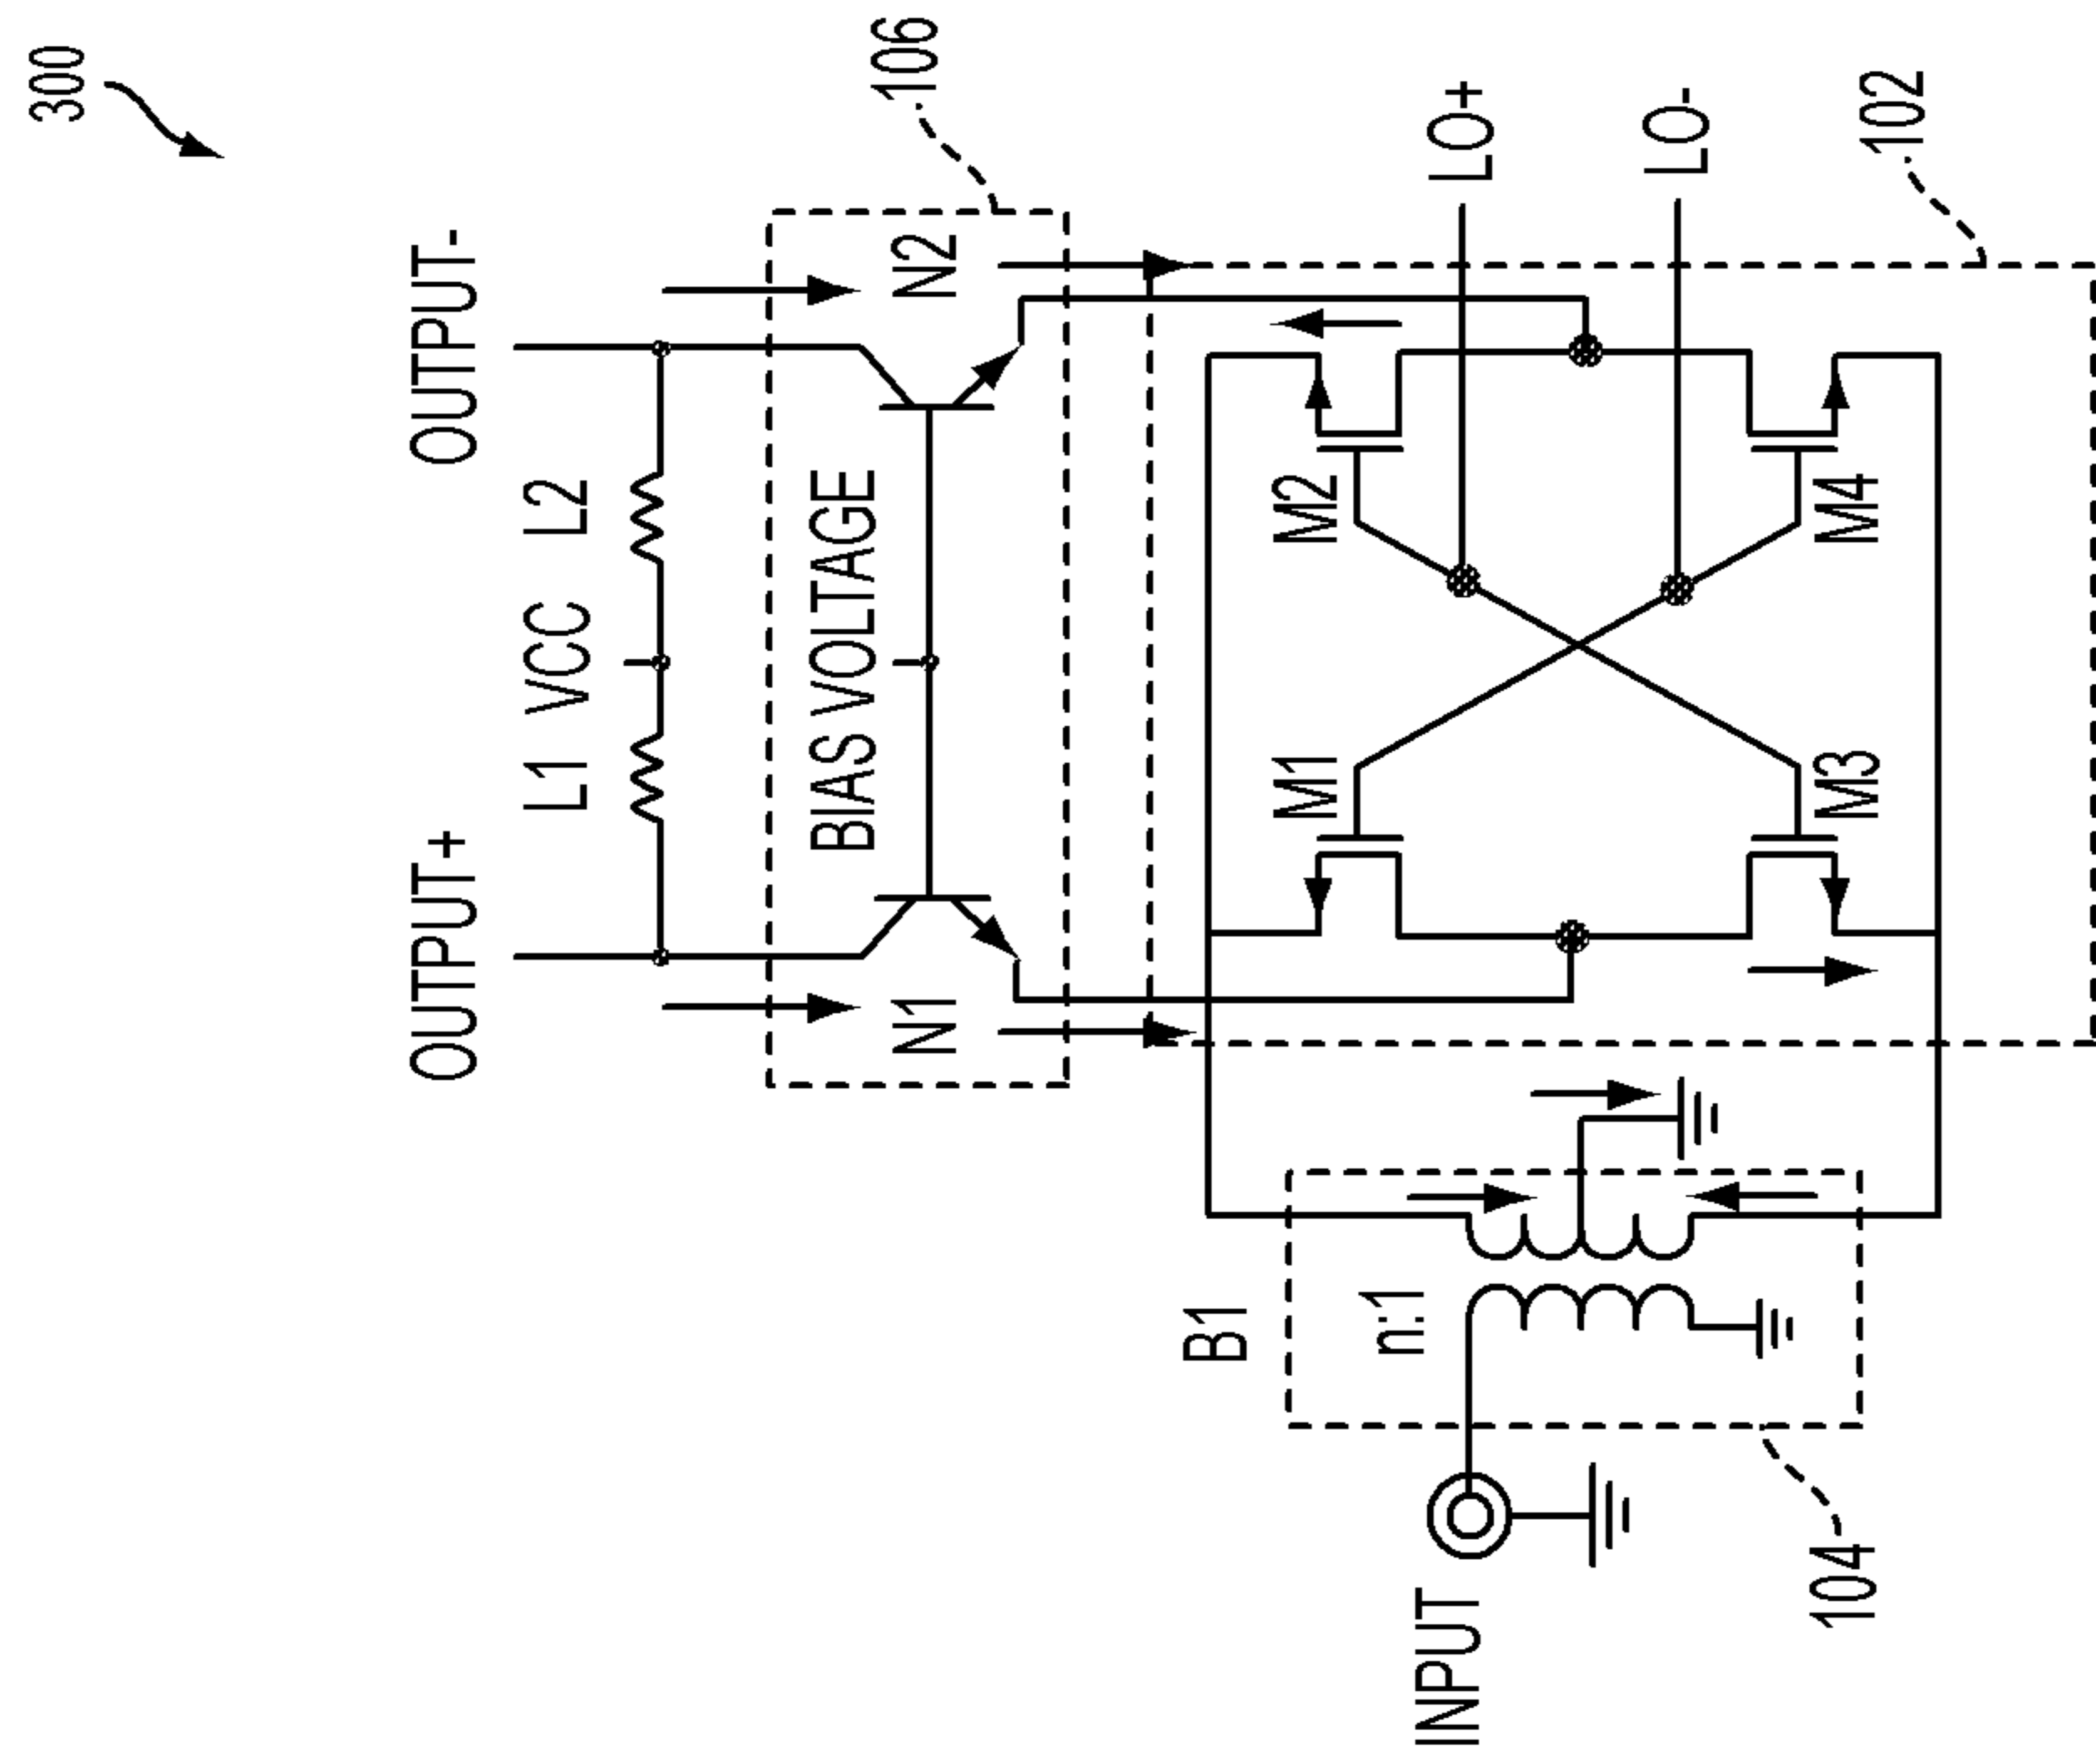 300
OUTPUT+
OUTPUT-
L1
VCC
L2
BIAS VOLTAGE
N1
N2
106
LO+
LO-
M1
M2
M3
M4
102
B1
n:1
INPUT
104